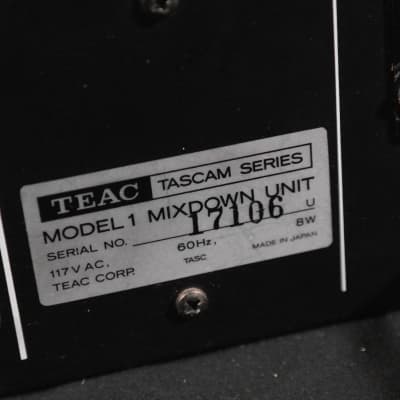 TEAC TASCAM SERIES
MODEL 1 MIXDOWN UNIT
SERIAL NO. 17106 U
117V AC, 60Hz, 8W
TEAC CORP. TASC. MADE IN JAPAN